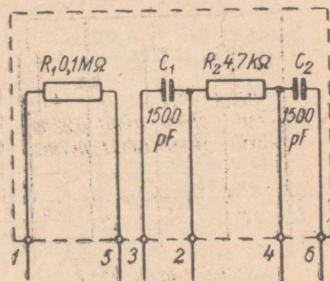 R₁ 0,1MΩ C₁ R₂ 4,7kΩ C₂
1500 pF 1500 pF
1 5 3 2 4 6